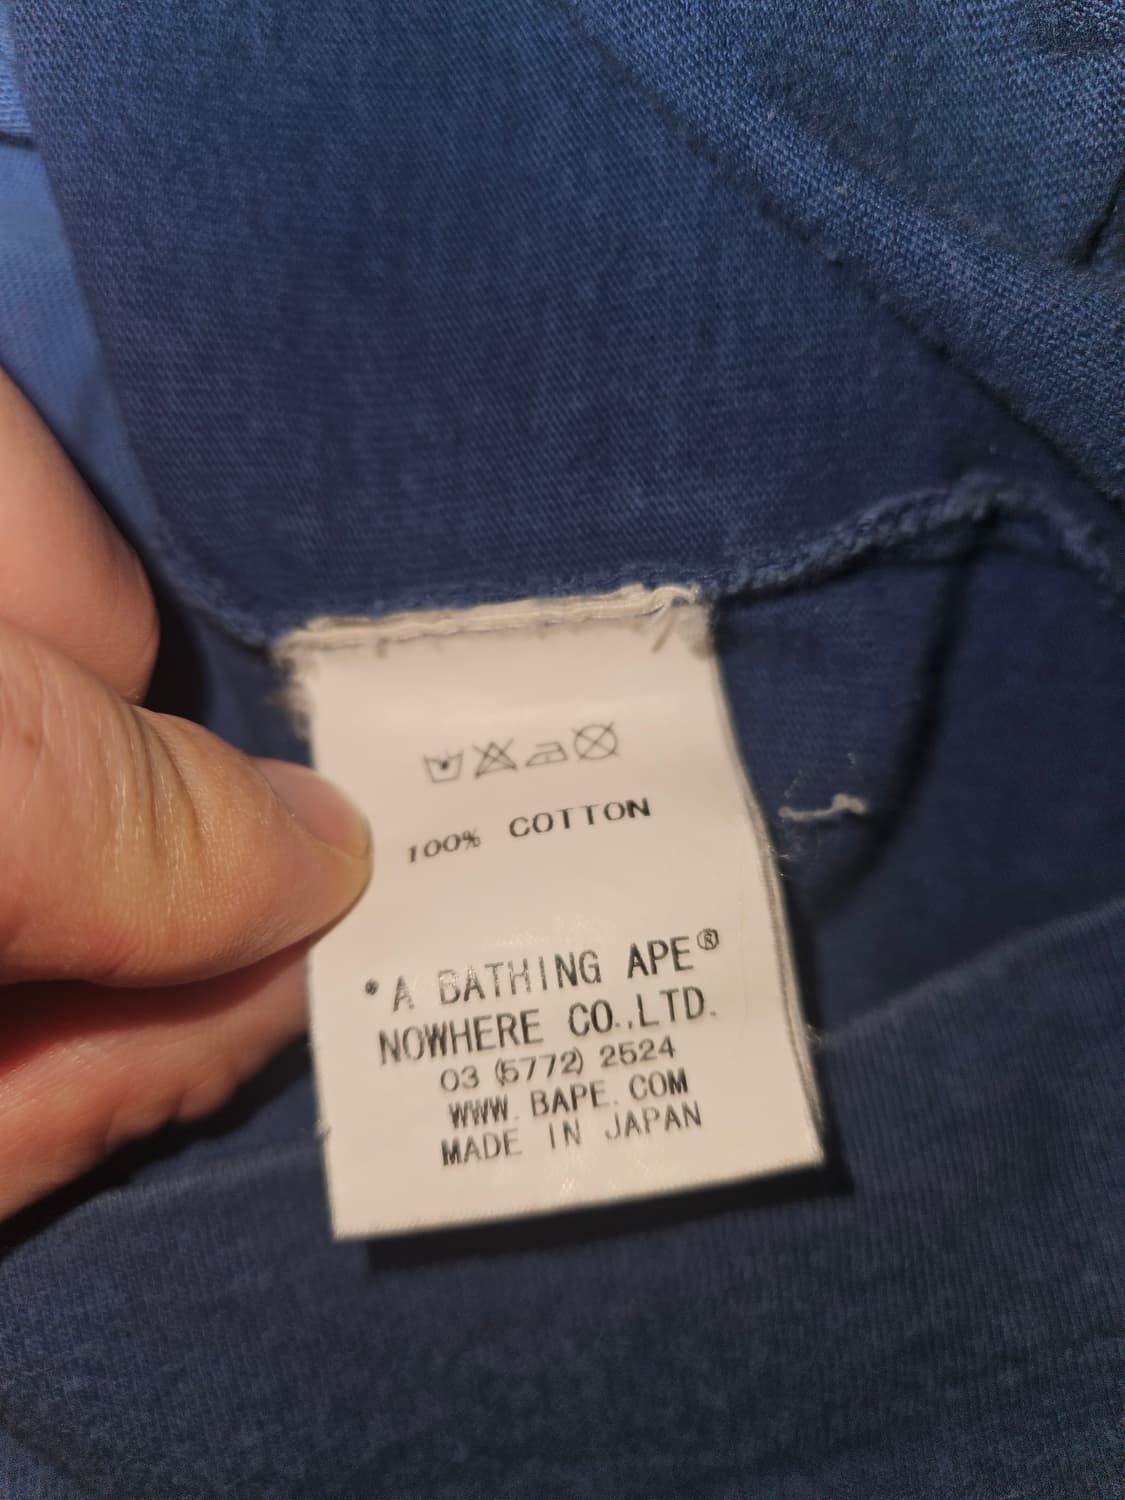 100% COTTON
"A BATHING APE®
NOWHERE CO.,LTD.
03 (5772) 2524
WWW. BAPE. COM
MADE IN JAPAN